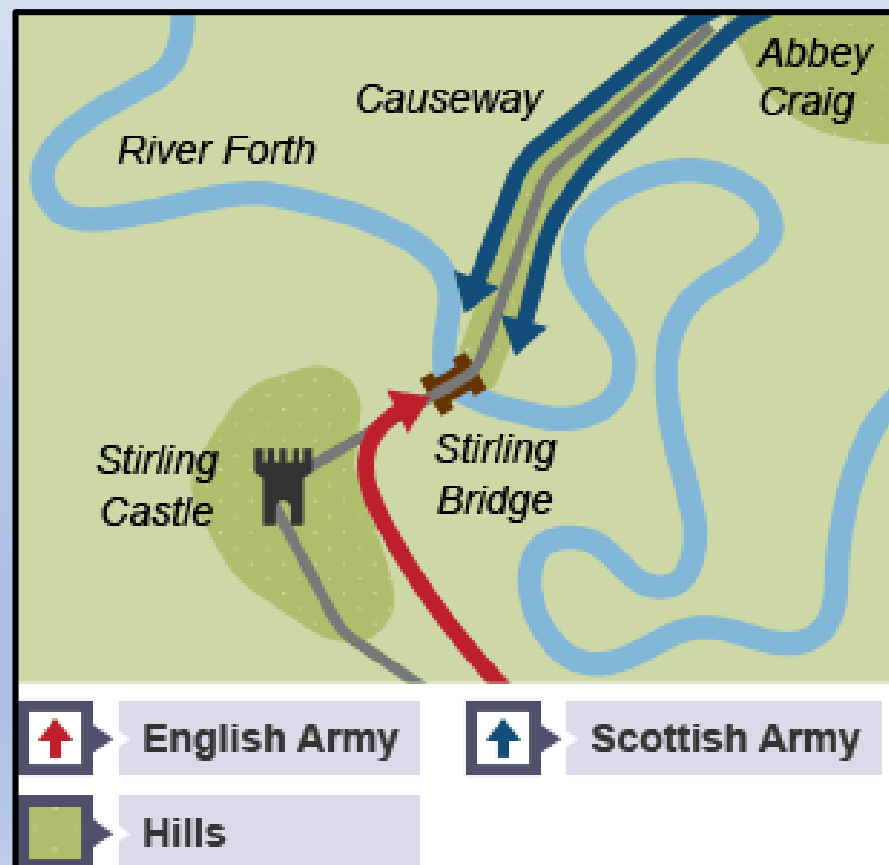 Abbey
Craig
Causeway
River Forth
Stirling
Castle
Stirling
Bridge
English Army
Scottish Army
Hills